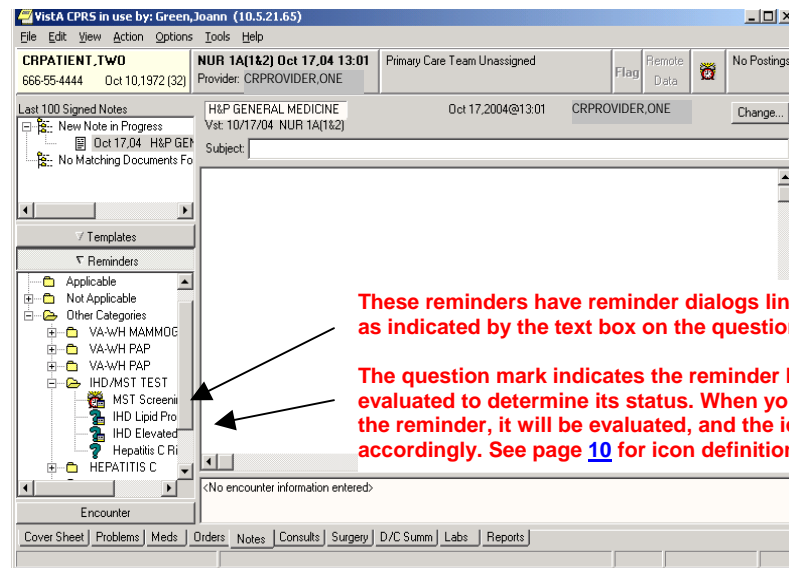 VistA CPRS in use by: Green,Joann (10.5.21.65)
File Edit View Action Options Tools Help
CRPATIENT,TWO
666-55-4444 Oct 10,1972 (32)
NUR 1A(1&2) Oct 17,04 13:01
Provider: CRPROVIDER,ONE
Primary Care Team Unassigned
Flag
Remote
Data
No Postings
Last 100 Signed Notes
New Note in Progress
Oct 17,04 H&P GEN
No Matching Documents Fo
H&P GENERAL MEDICINE Oct 17,2004@13:01 CRPROVIDER,ONE
Change...
Vst: 10/17/04 NUR 1A(1&2)
Subject:
Templates
Reminders
Applicable
Not Applicable
Other Categories
VA-WH MAMMOG
VA-WH PAP
VA-WH PAP
IHD/MST TEST
MST Screeni
IHD Lipid Pro
IHD Elevated
Hepatitis C Ri
HEPATITIS C
These reminders have reminder dialogs lin
as indicated by the text box on the question
The question mark indicates the reminder
evaluated to determine its status. When yo
the reminder, it will be evaluated, and the ic
accordingly. See page 10 for icon definition
<No encounter information entered>
Encounter
Cover Sheet Problems Meds Orders Notes Consults Surgery D/C Summ Labs Reports